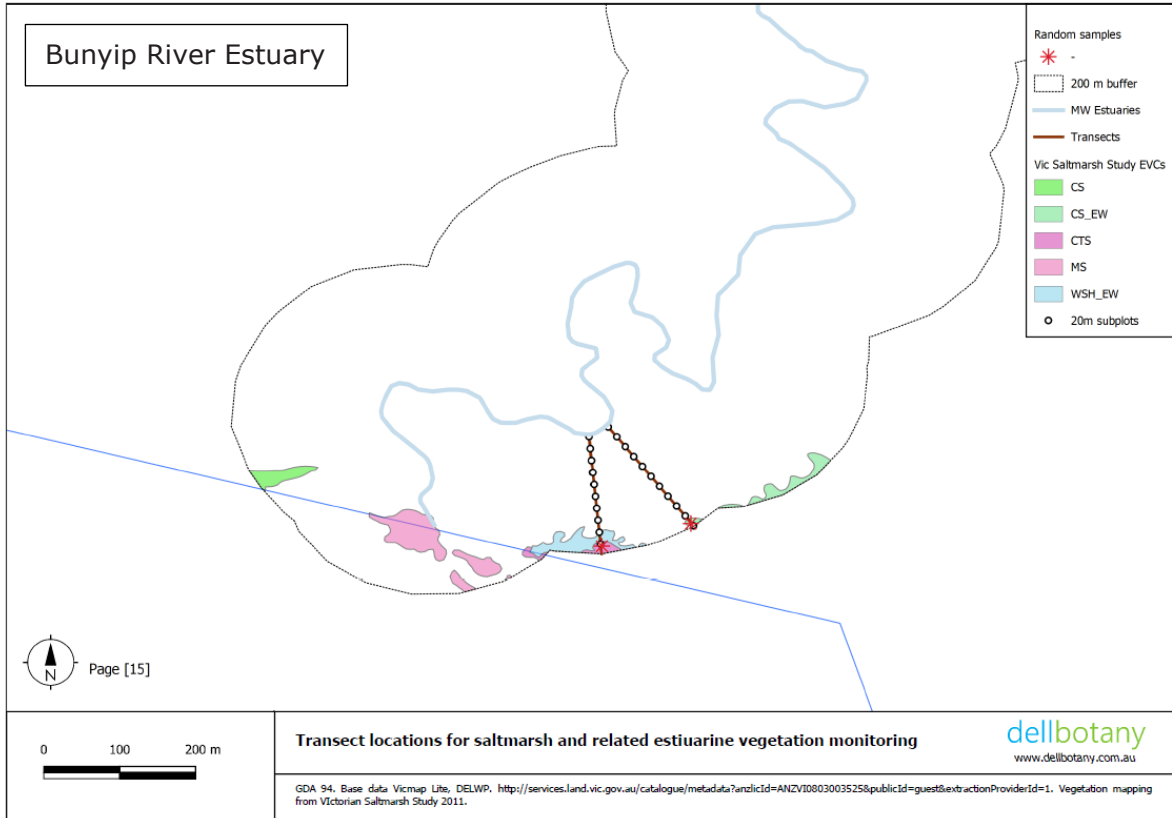 Bunyip River Estuary
Random samples
-
200 m buffer
MW Estuaries
Transects
Vic Saltmarsh Study EVCs
CS
CS_EW
CTS
MS
WSH_EW
20m subplots
N
Page [15]
0 100 200 m
Transect locations for saltmarsh and related estiuarine vegetation monitoring
dellbotany
www.dellbotany.com.au
GDA 94. Base data Vicmap Lite, DELWP. http://services.land.vic.gov.au/catalogue/metadata?anzlicId=ANZVI0803003525&publicId=guest&extractionProviderId=1. Vegetation mapping
from VIctorian Saltmarsh Study 2011.